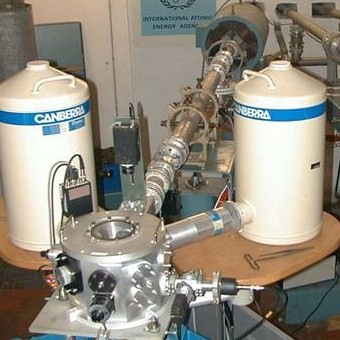 INTERNATIONAL ATOMIC
ENERGY AGENCY
CANBERRA
CANBERRA